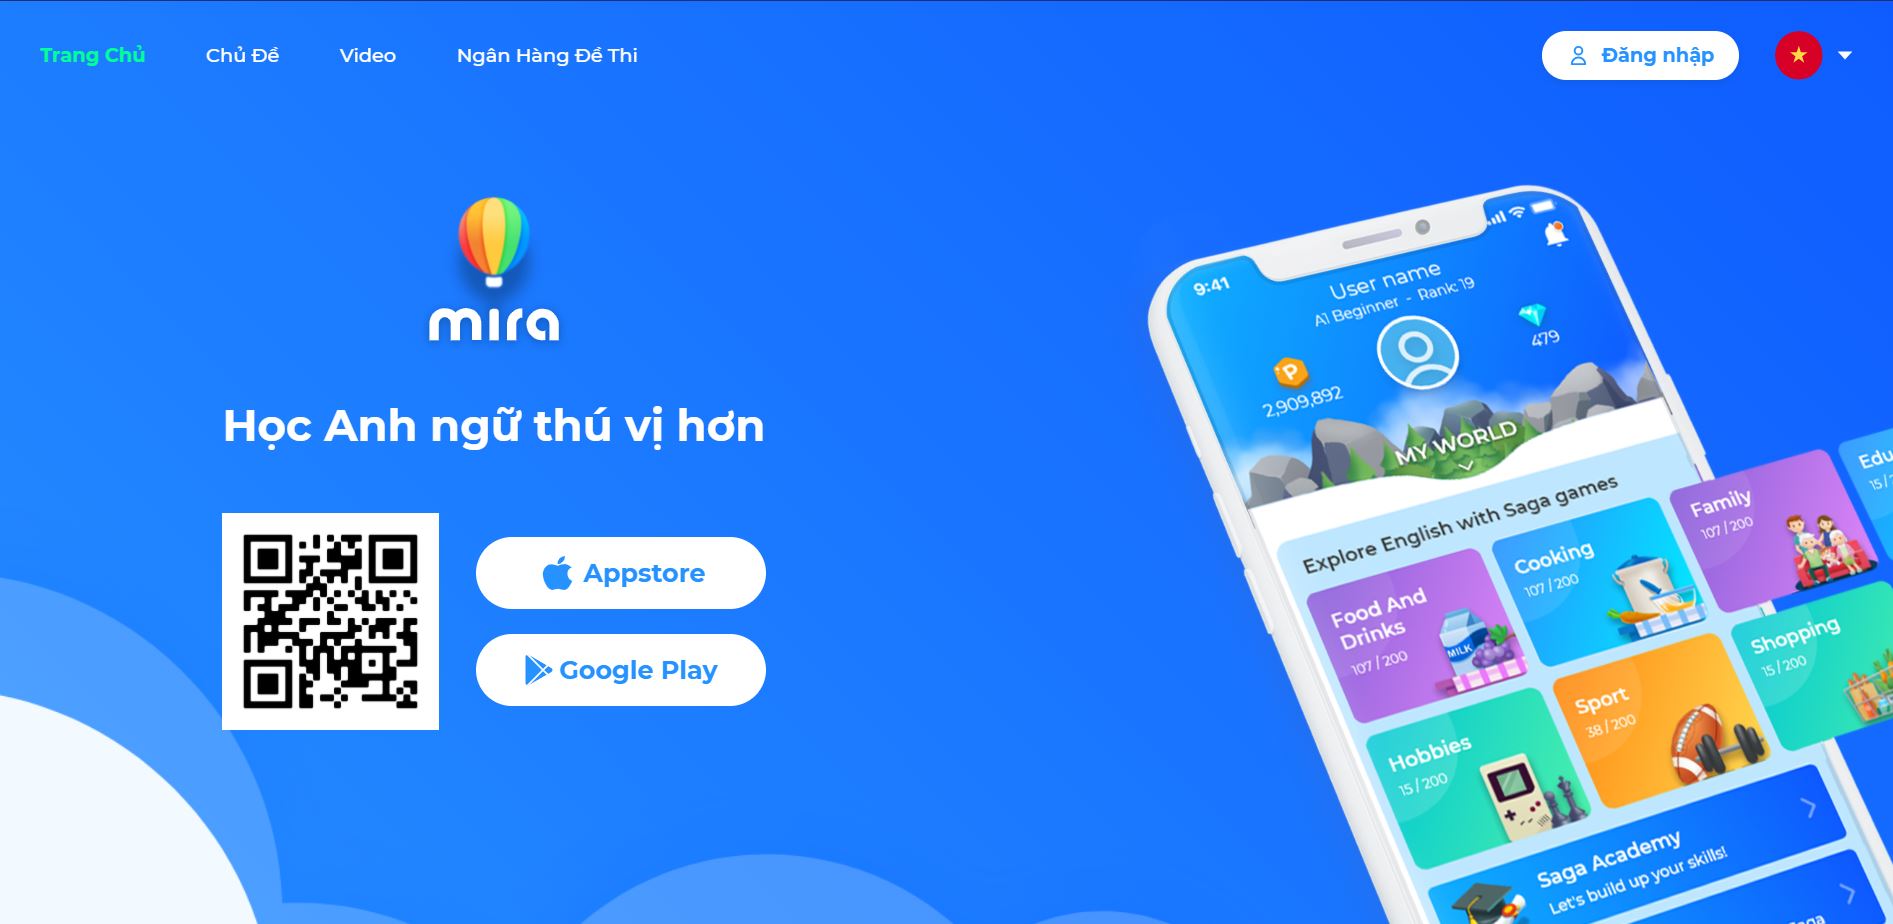 Trang Chủ
Chủ Đề
Video
Ngân Hàng Đề Thi
Đăng nhập
mira
Học Anh ngữ thú vị hơn
Appstore
Google Play
9:41
User name
A1 Beginner - Rank: 19
P
2,909,892
479
MY WORLD
Explore English with Saga games
Food And
Drinks
107 / 200
MILK
Cooking
107 / 200
Family
107 / 200
Hobbies
15 / 200
Sport
38 / 200
Shopping
15 / 200
Saga Academy
Let's build up your skills!